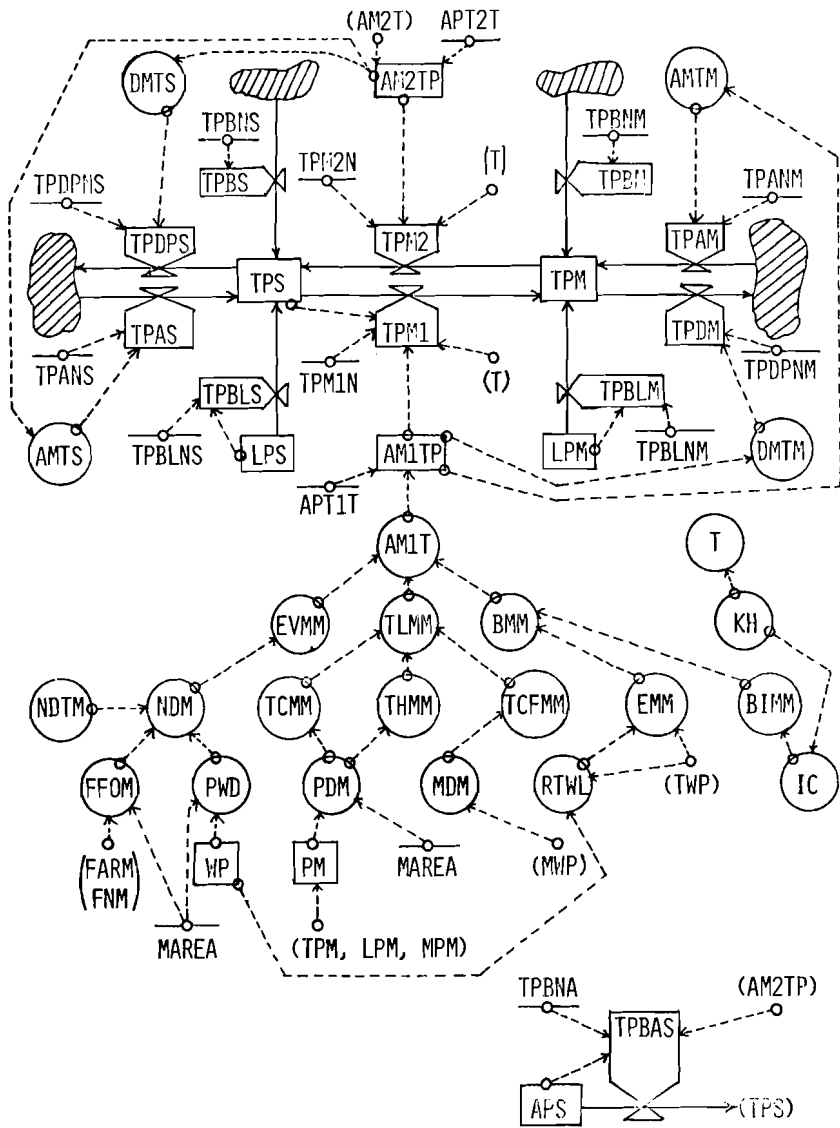 (AM2T) APT2T
DMTS AM2TP AMTM
TPBNS TPBNM
TPBS TPM2N (T) TPBM
TPDPNS TPANM
TPDPS TPM2 TPAM
TPS TPM
TPAS TPM1 TPDM
TPANS TPM1N (T) TPDPNM
TPBLS TPBLM
AMTS TPBLNS LPS AM1TP LPM TPBLNM DMTM
APT1T
AM1T T
EVMM TLMM BMM KH
NDTM NDM TCMM THMM TCFMM EMM BIMM
FFOM PWD PDM MDM RTWL (TWP) IC
(FARM WP PM MAREA (MWP)
FNM)
MAREA (TPM, LPM, MPM)
TPBNA (AM2TP)
TPBAS
APS (TPS)